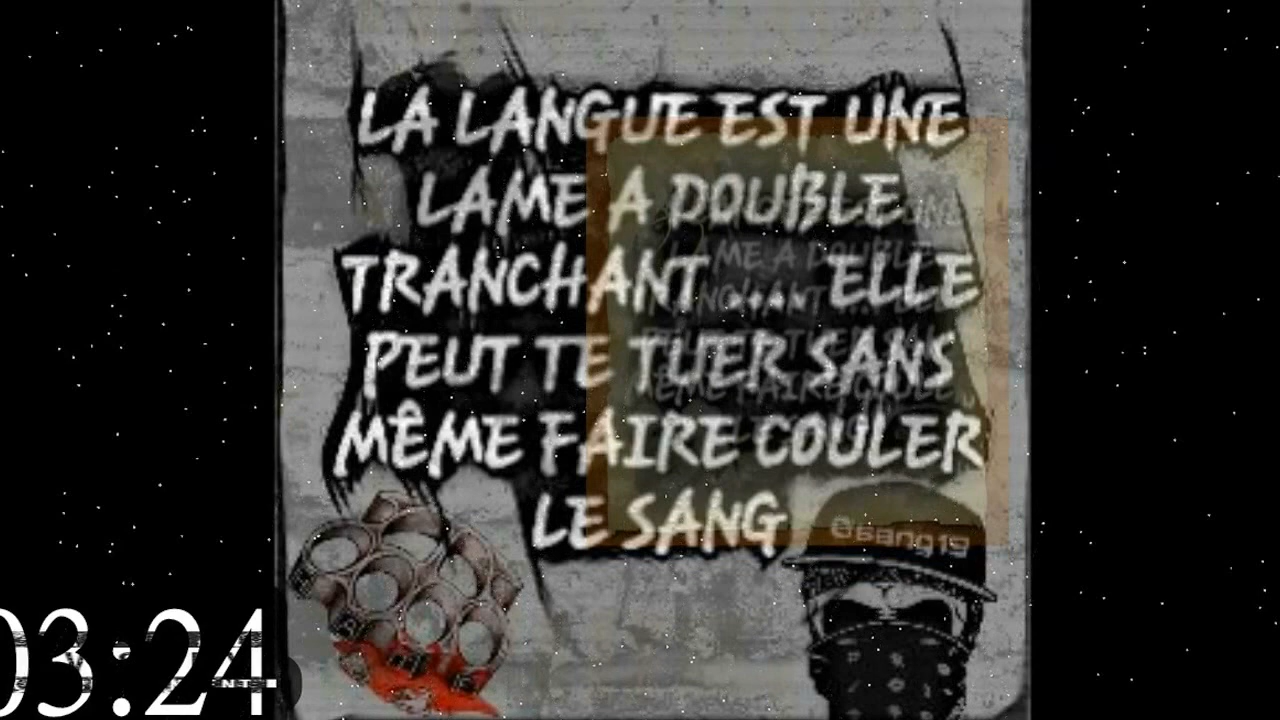 LA LANGUE EST UNE
LAME A DOUBLE
TRANCHANT .... ELLE
PEUT TE TUER SANS
MÊME FAIRE COULER
LE SANG
@sang19
03:24